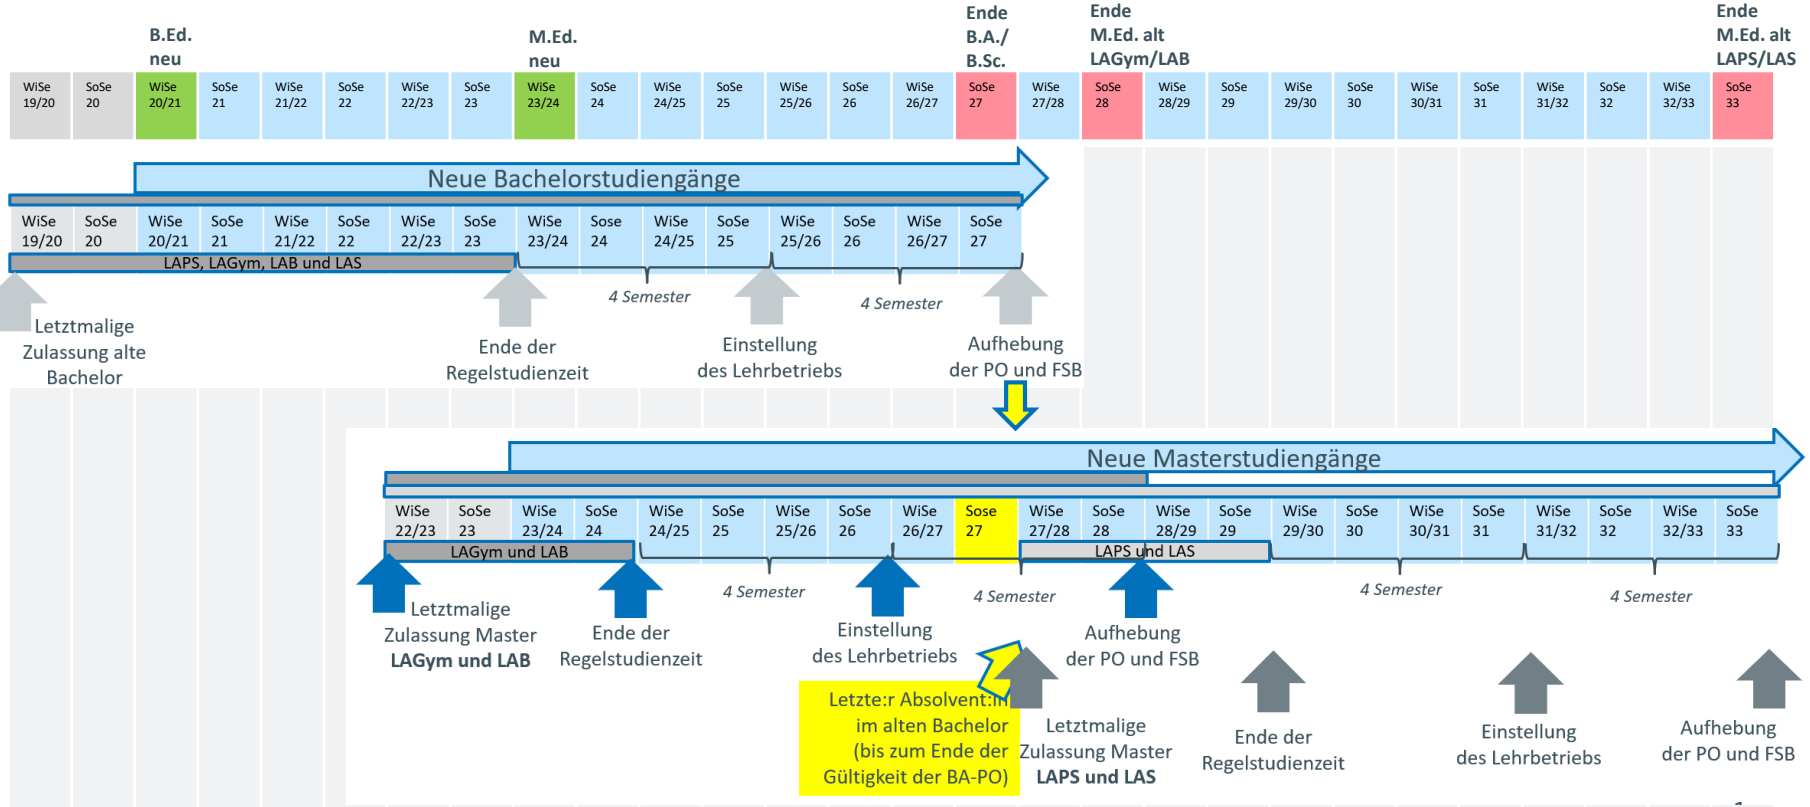 B.Ed.
neu
M.Ed.
neu
Ende
B.A./
B.Sc.
Ende
M.Ed. alt
LAGym/LAB
Ende
M.Ed. alt
LAPS/LAS
WiSe SoSe WiSe SoSe WiSe SoSe WiSe SoSe WiSe SoSe WiSe SoSe WiSe SoSe WiSe SoSe WiSe SoSe WiSe SoSe WiSe SoSe WiSe SoSe WiSe SoSe WiSe SoSe
19/20 20 20/21 21 21/22 22 22/23 23 23/24 24 24/25 25 25/26 26 26/27 27 27/28 28 28/29 29 29/30 30 30/31 31 31/32 32 32/33 33
Neue Bachelorstudiengänge
WiSe SoSe WiSe SoSe WiSe SoSe WiSe SoSe WiSe Sose WiSe SoSe WiSe SoSe WiSe SoSe
19/20 20 20/21 21 21/22 22 22/23 23 23/24 24 24/25 25 25/26 26 26/27 27
LAPS, LAGym, LAB und LAS
4 Semester
4 Semester
Letztmalige
Zulassung alte
Bachelor
Ende der
Regelstudienzeit
Einstellung
des Lehrbetriebs
Aufhebung
der PO und FSB
Neue Masterstudiengänge
WiSe SoSe WiSe SoSe WiSe SoSe WiSe SoSe WiSe Sose WiSe SoSe WiSe SoSe WiSe SoSe WiSe SoSe WiSe SoSe WiSe SoSe
22/23 23 23/24 24 24/25 25 25/26 26 26/27 27 27/28 28 28/29 29 29/30 30 30/31 31 31/32 32 32/33 33
LAGym und LAB
LAPS und LAS
4 Semester
4 Semester
4 Semester
4 Semester
Letztmalige
Zulassung Master
LAGym und LAB
Ende der
Regelstudienzeit
Einstellung
des Lehrbetriebs
Aufhebung
der PO und FSB
Letzte:r Absolvent:in
im alten Bachelor
(bis zum Ende der
Gültigkeit der BA-PO)
Letztmalige
Zulassung Master
LAPS und LAS
Ende der
Regelstudienzeit
Einstellung
des Lehrbetriebs
Aufhebung
der PO und FSB